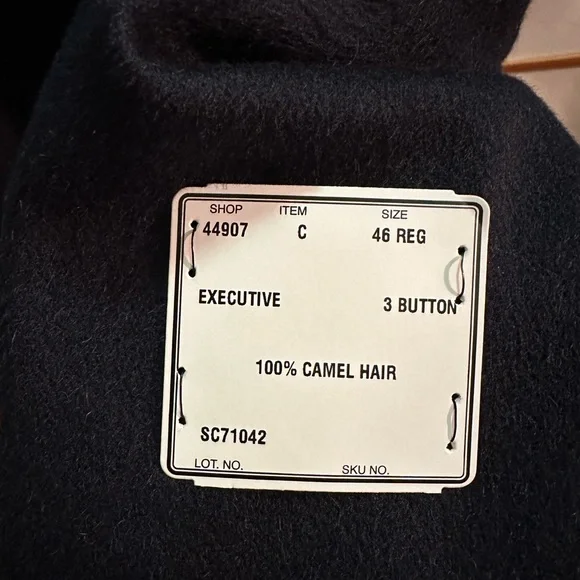 SHOP ITEM SIZE
44907 C 46 REG
EXECUTIVE 3 BUTTON
100% CAMEL HAIR
SC71042
LOT. NO. SKU NO.